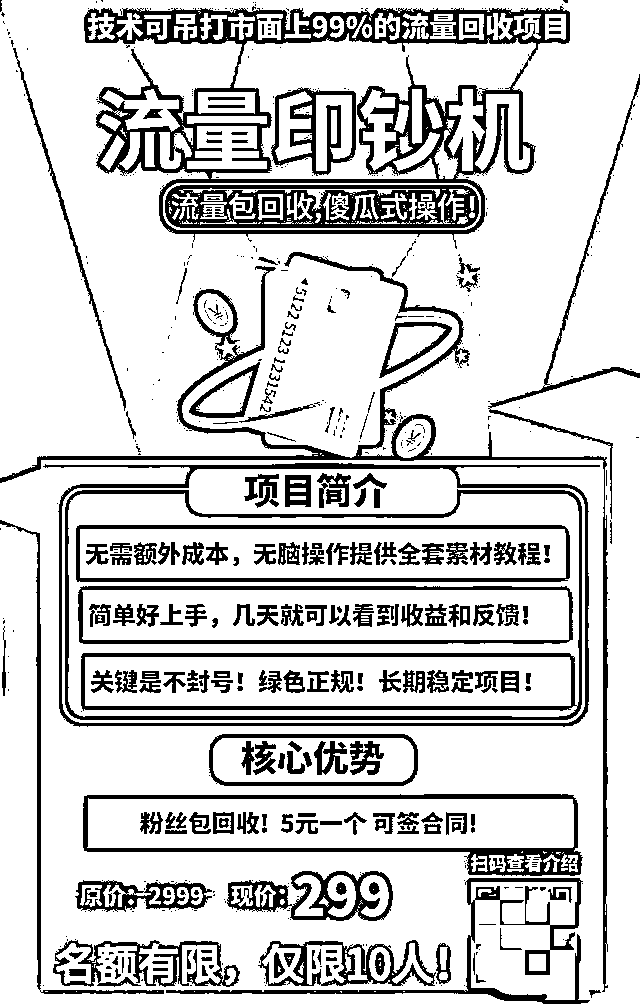 技术可吊打市面上99%的流量回收项目
流量印钞机
流量包回收,傻瓜式操作!
5122 5123 1231542
项目简介
无需额外成本，无脑操作提供全套素材教程！
简单好上手，几天就可以看到收益和反馈！
关键是不封号！绿色正规！长期稳定项目！
核心优势
粉丝包回收！5元一个 可签合同！
扫码查看介绍
原价：2999 现价：299
名额有限，仅限10人！